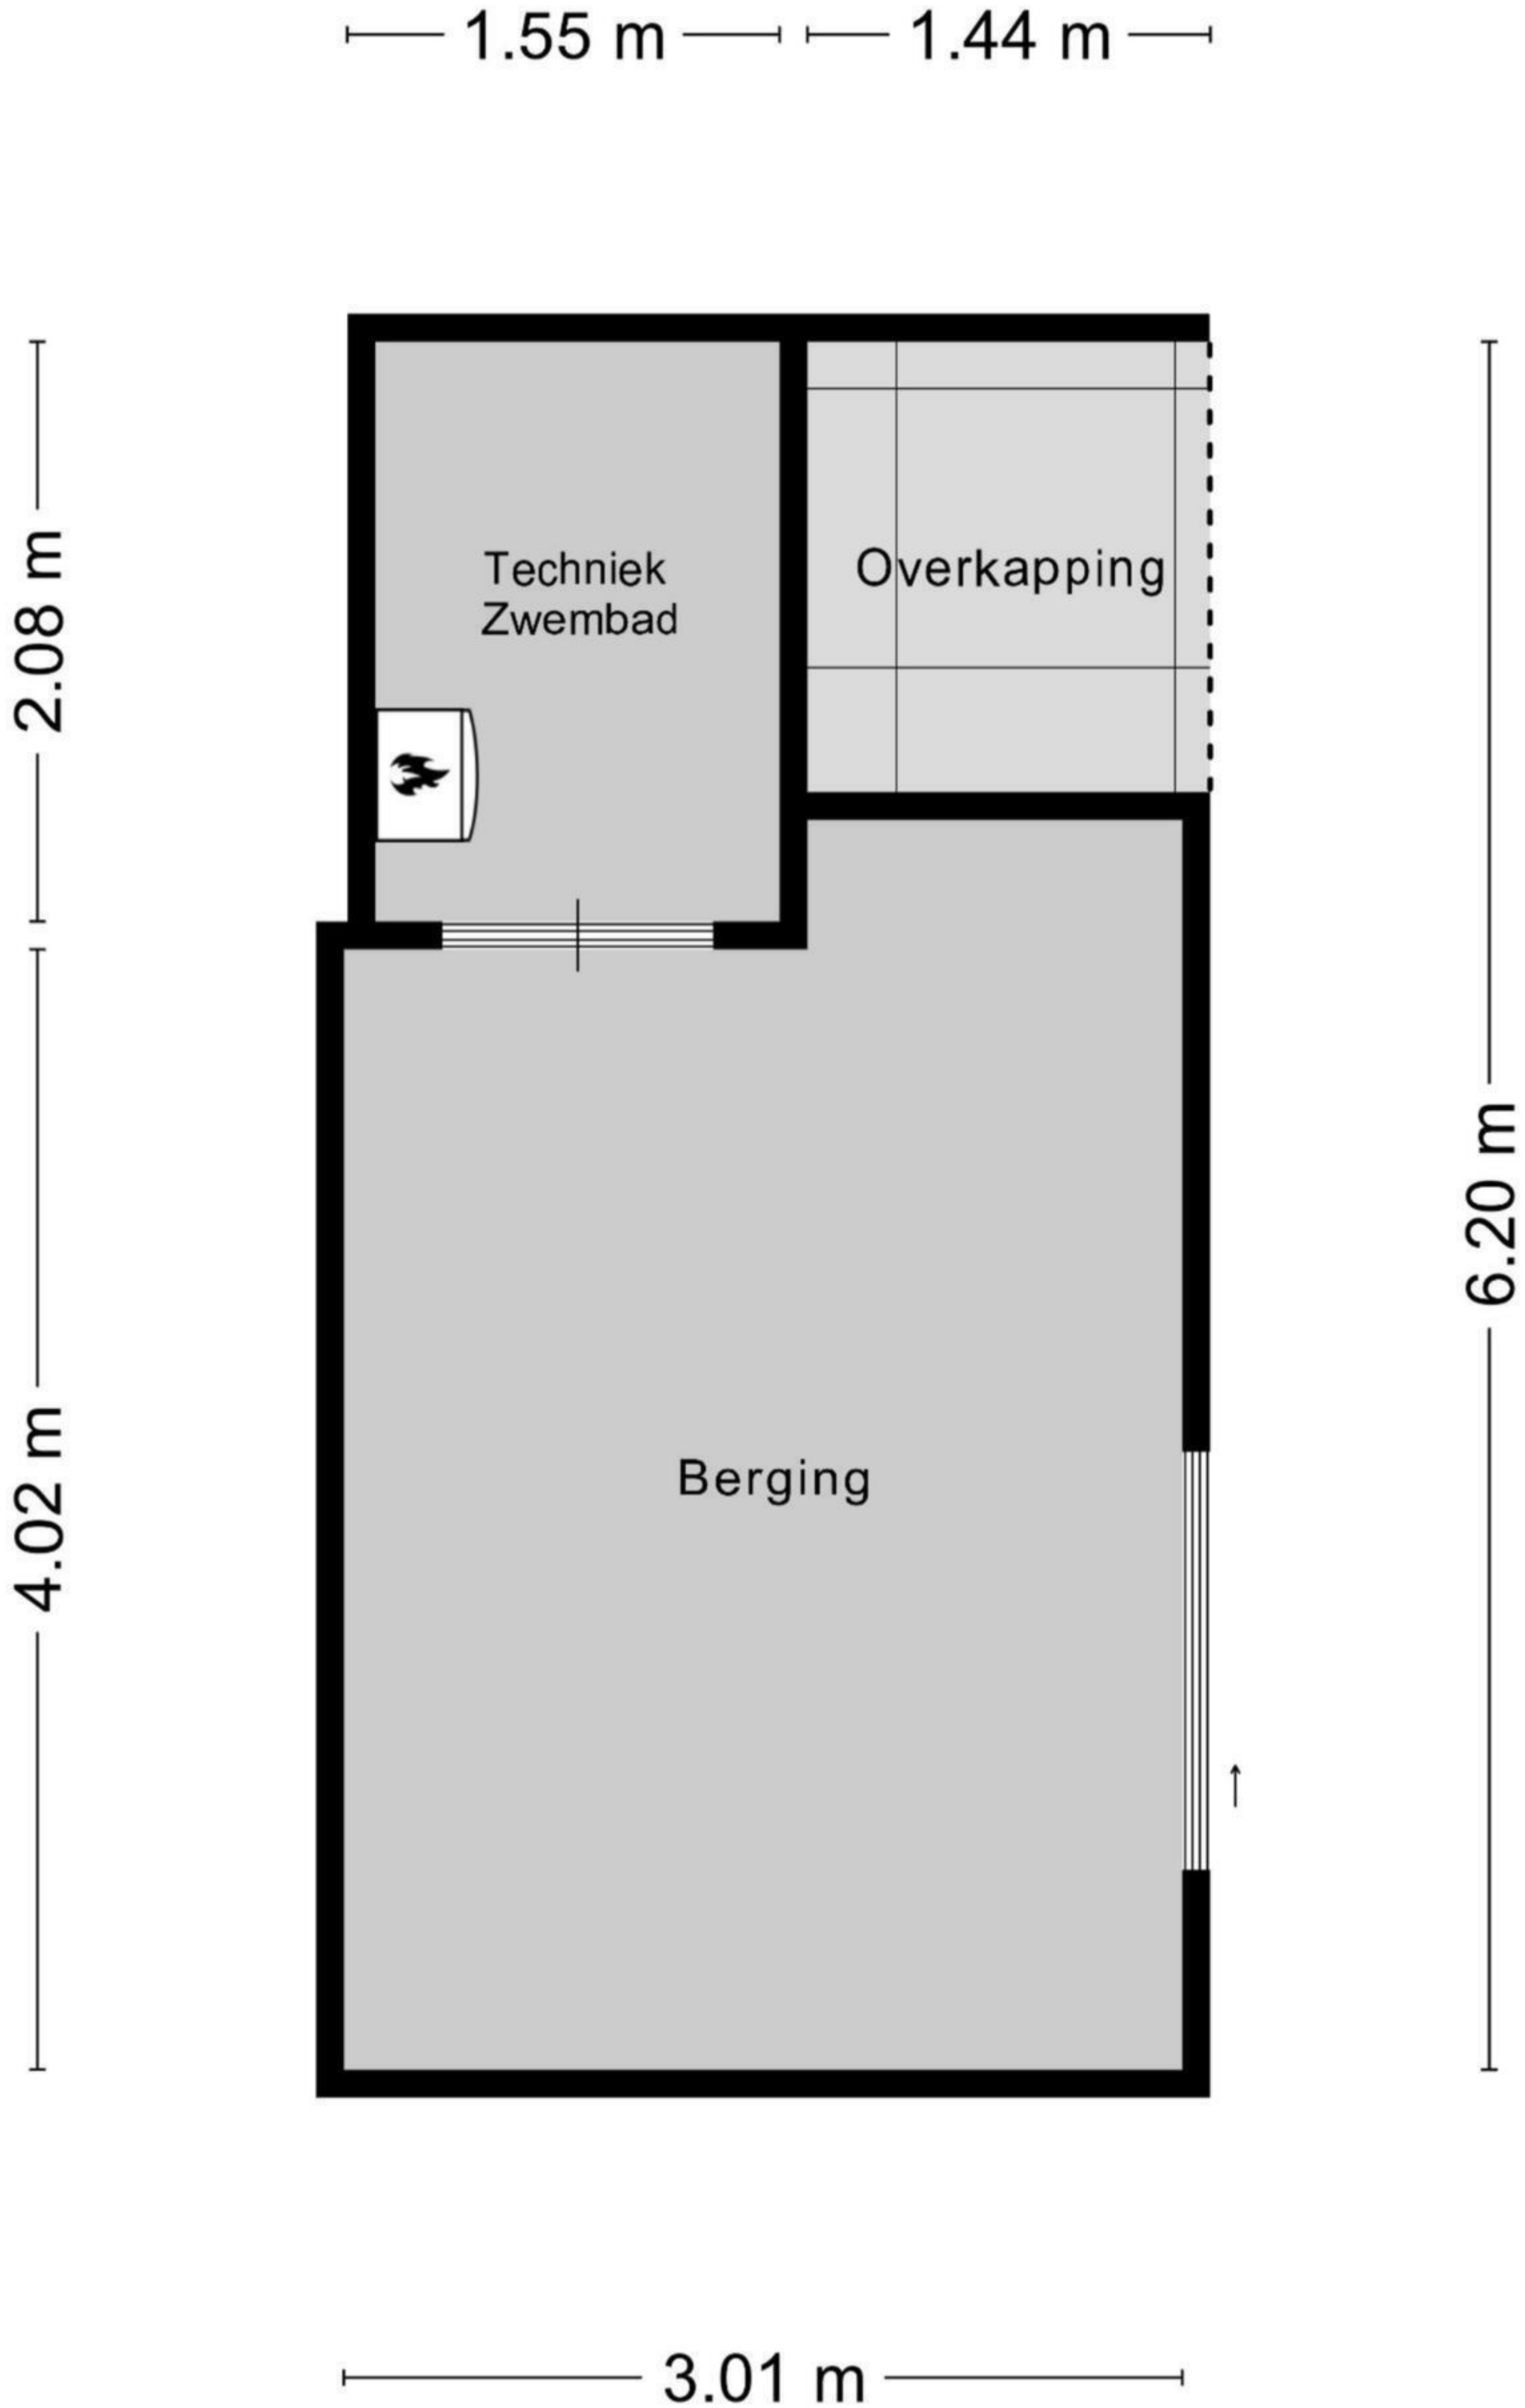 1.55 m
1.44 m
2.08 m
Techniek
Zwembad
Overkapping
6.20 m
4.02 m
Berging
3.01 m